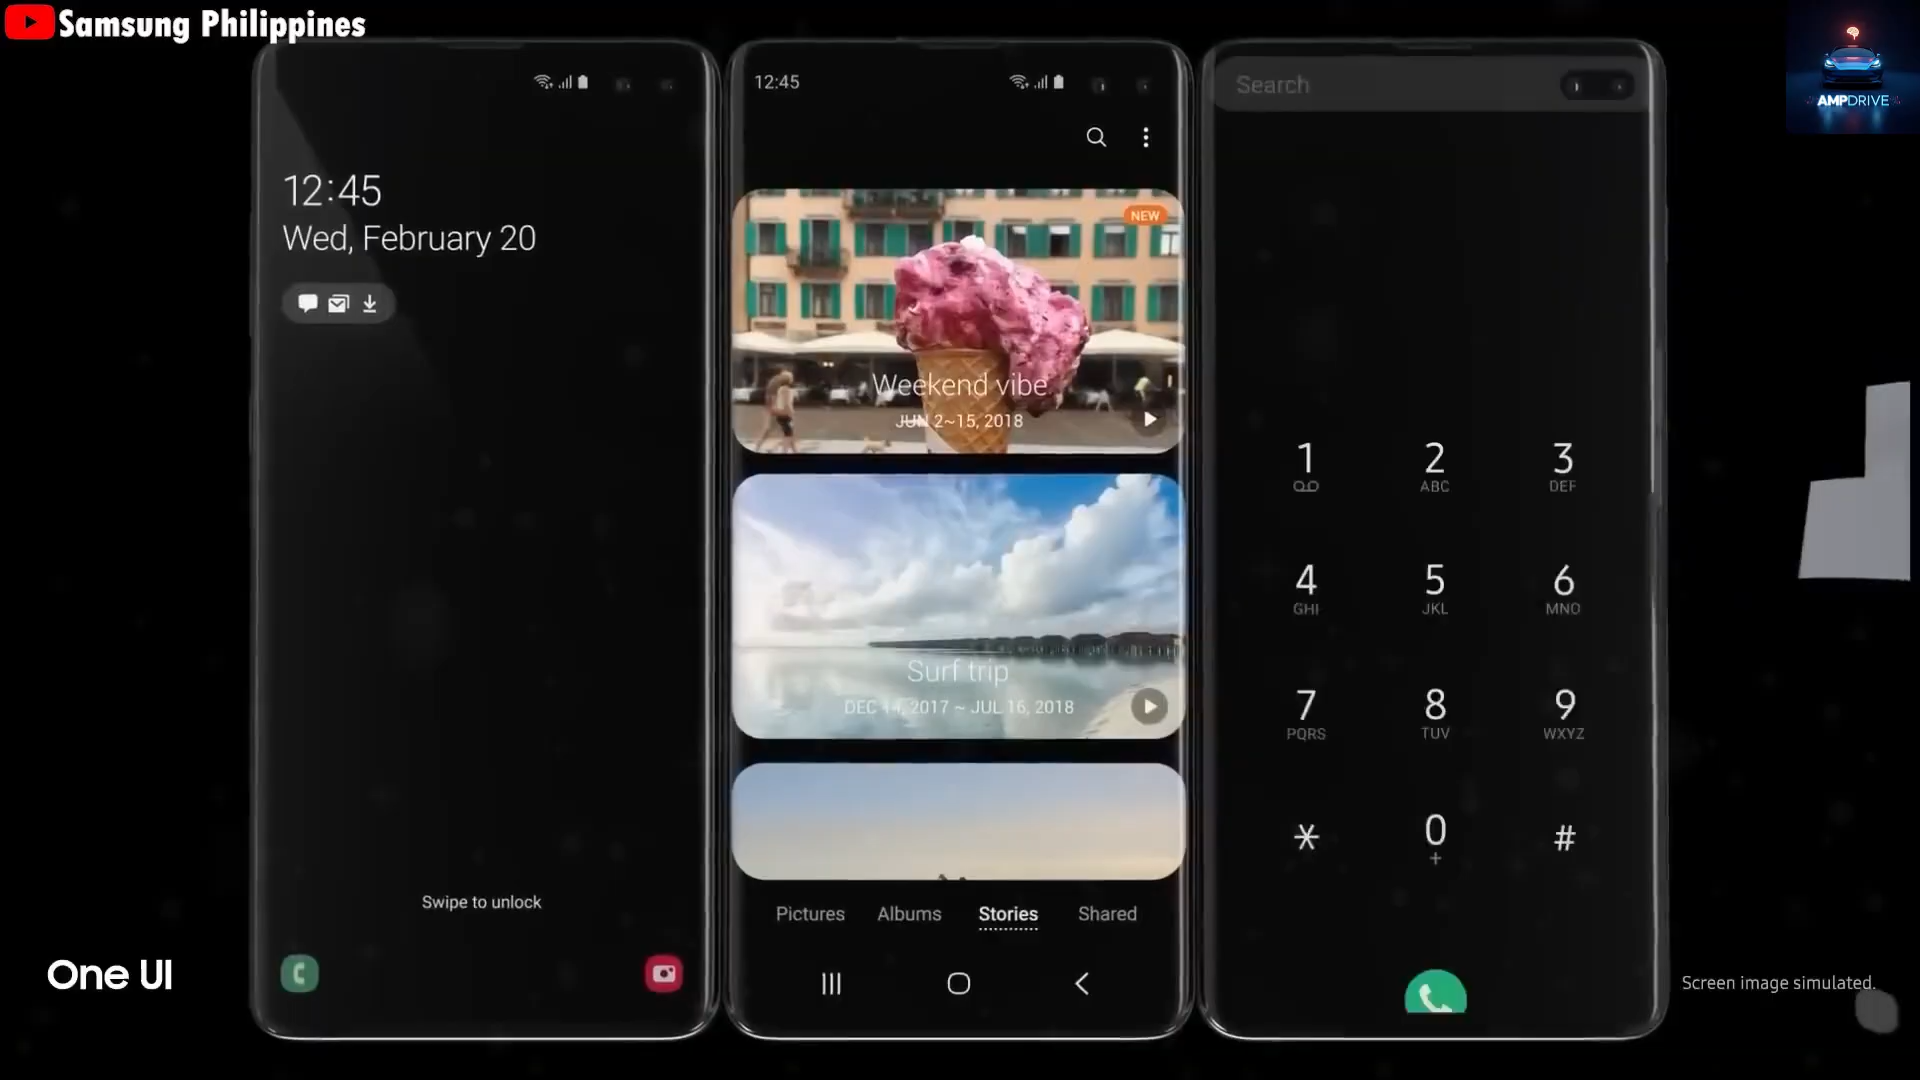 Samsung Philippines
AMPDRIVE
12:45
Wed, February 20
Swipe to unlock
12:45
NEW
Weekend vibe
JUN 2~15, 2018
Surf trip
DEC 14, 2017 ~ JUL 16, 2018
Pictures Albums Stories Shared
Search
1 2 3
ABC DEF
4 5 6
GHI JKL MNO
7 8 9
PQRS TUV WXYZ
* 0 #
+
One UI
Screen image simulated.